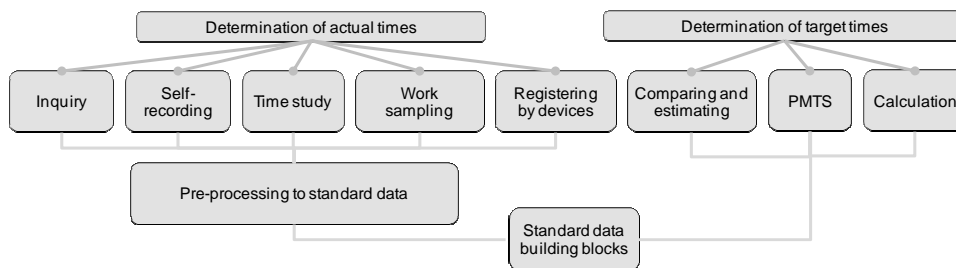 Determination of actual times
Determination of target times
Inquiry
Self-
recording
Time study
Work
sampling
Registering
by devices
Comparing and
estimating
PMTS
Calculation
Pre-processing to standard data
Standard data
building blocks